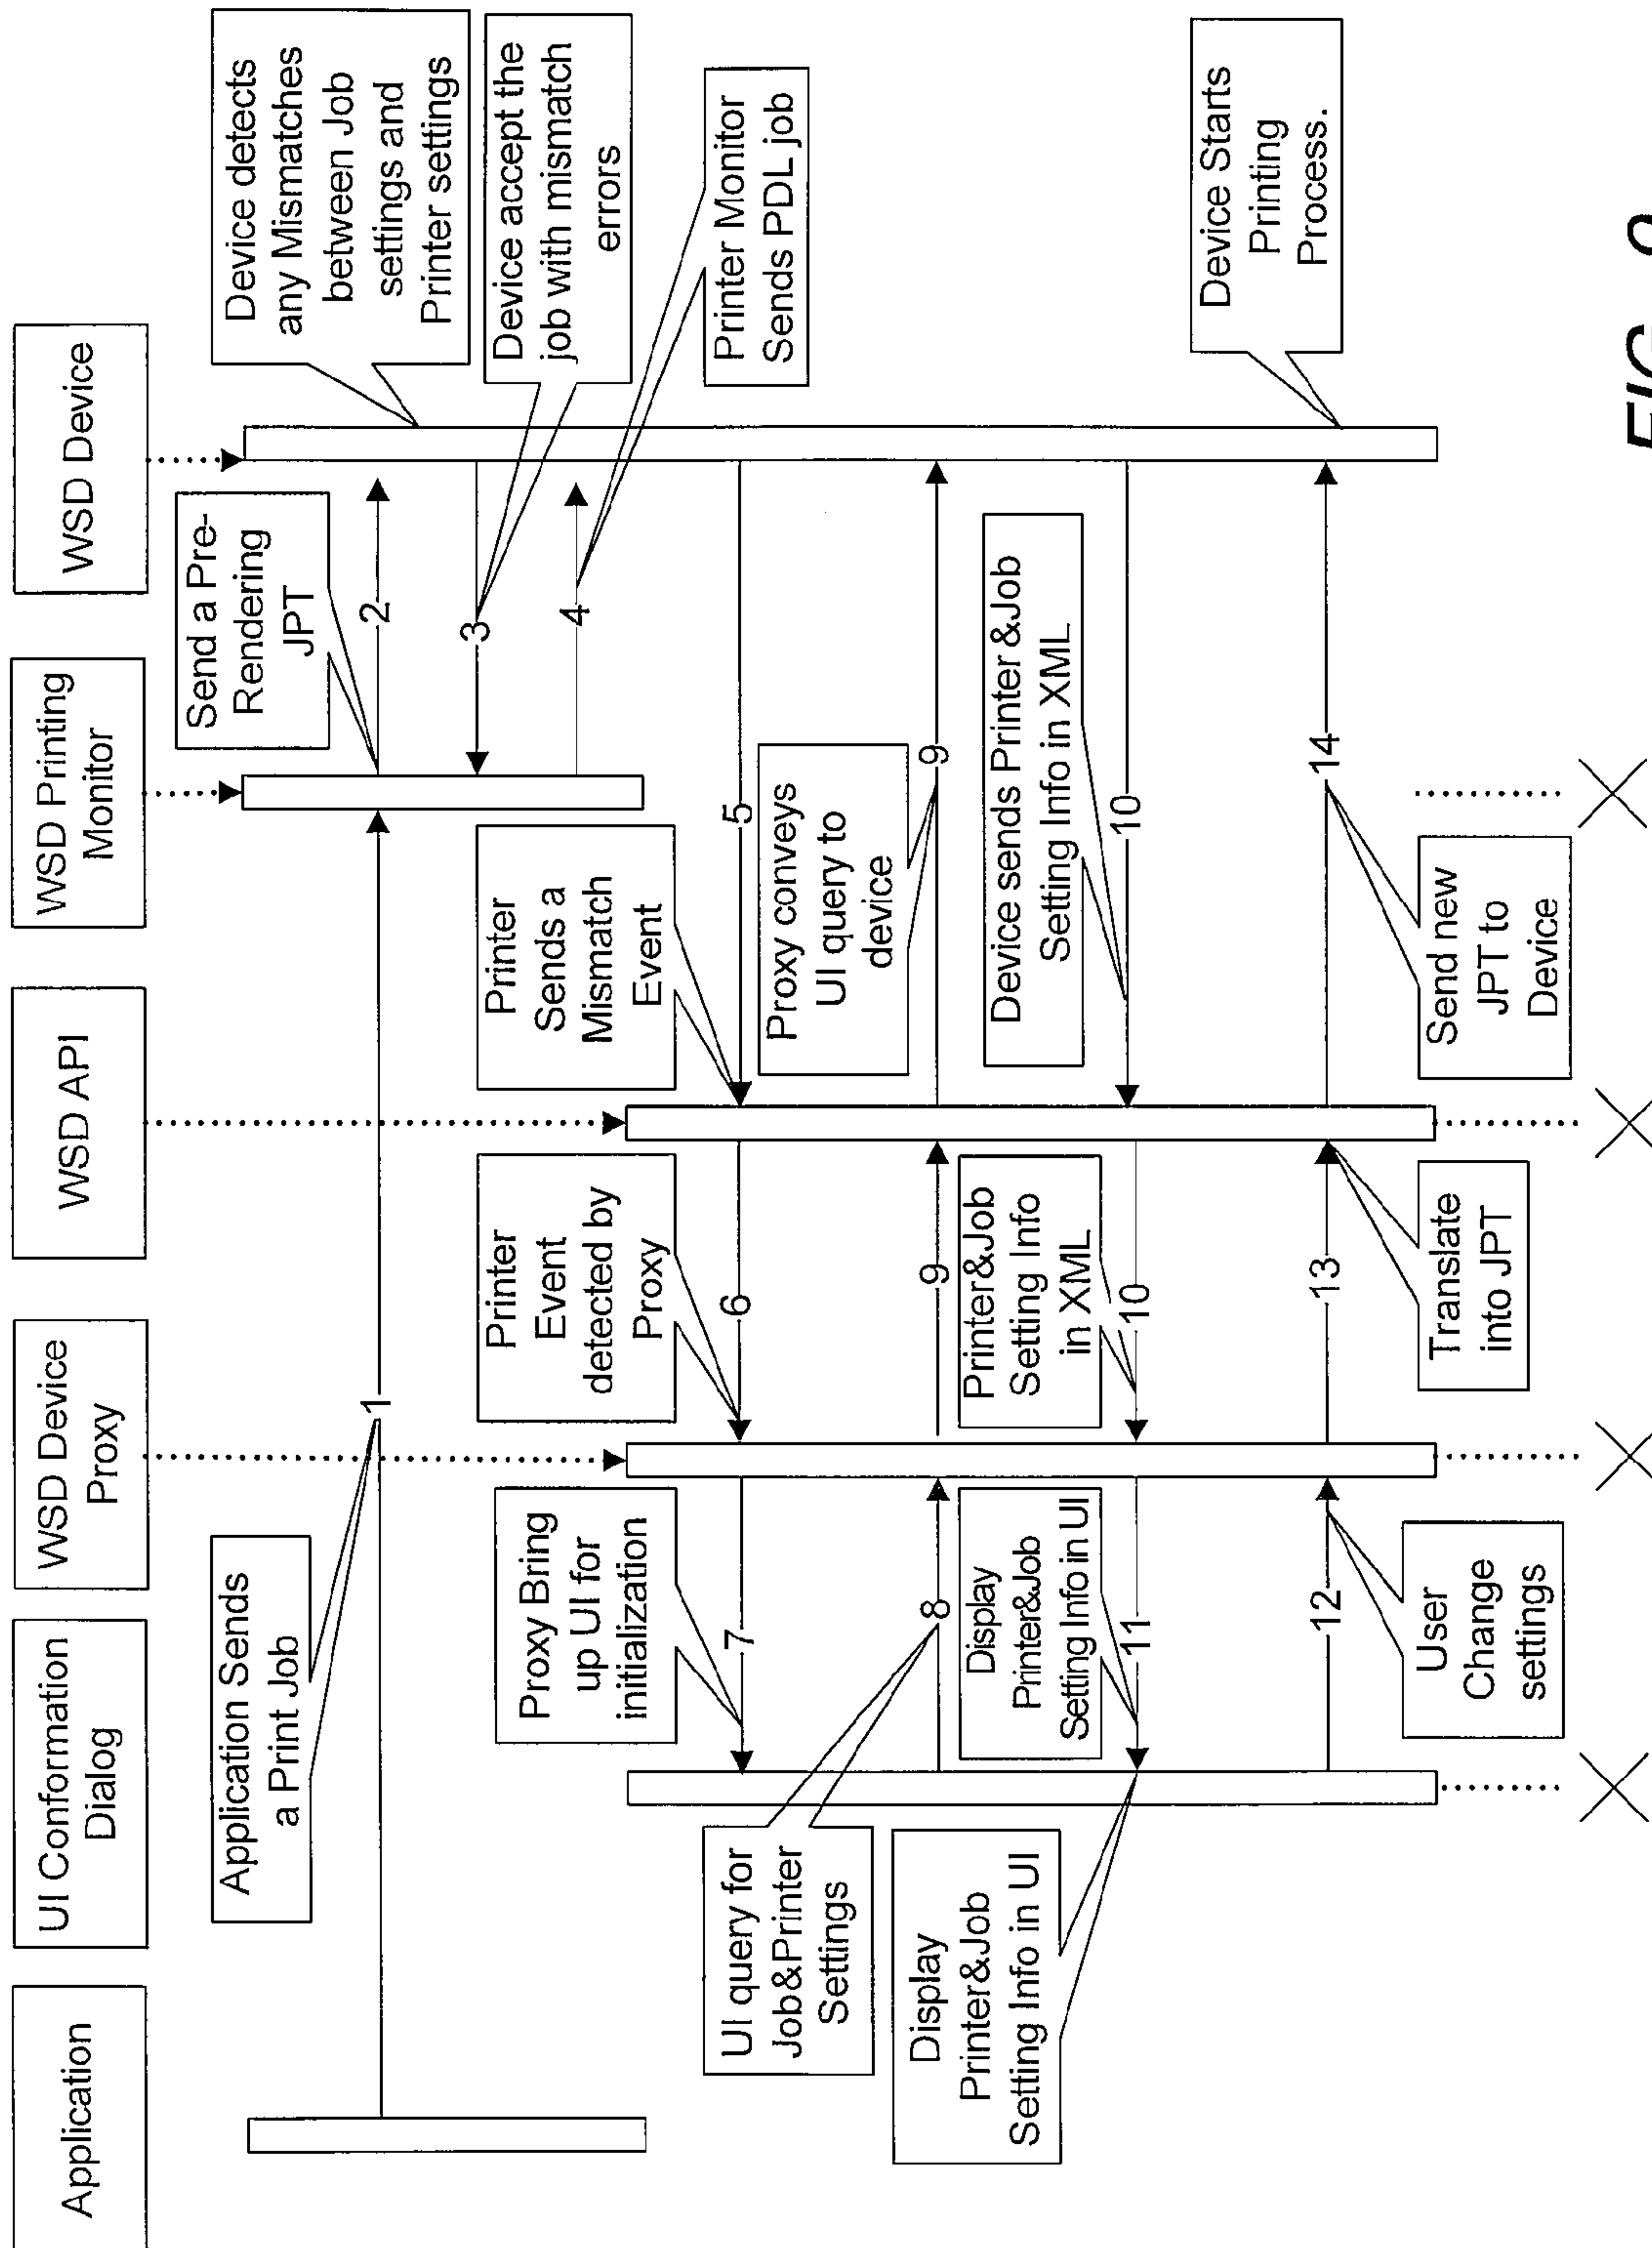 Application
UI Conformation
Dialog
WSD Device
Proxy
WSD API
WSD Printing
Monitor
WSD Device
Application Sends
a Print Job
1
Send a Pre-
Rendering
JPT
2
Device detects
any Mismatches
between Job
settings and
Printer settings
3
Device accept the
job with mismatch
errors
4
Printer Monitor
Sends PDL job
Printer
Sends a
Mismatch
Event
5
Printer
Event
detected by
Proxy
6
Proxy Bring
up UI for
initialization
7
UI query for
Job&Printer
Settings
8
9
Proxy conveys
UI query to
device
9
Device sends Printer&Job
Setting Info in XML
10
Printer&Job
Setting Info
in XML
10
Display
Printer&Job
Setting Info in UI
11
Display
Printer&Job
Setting Info in UI
12
User
Change
settings
13
Translate
into JPT
14
Send new
JPT to
Device
Device Starts
Printing
Process.
FIG.